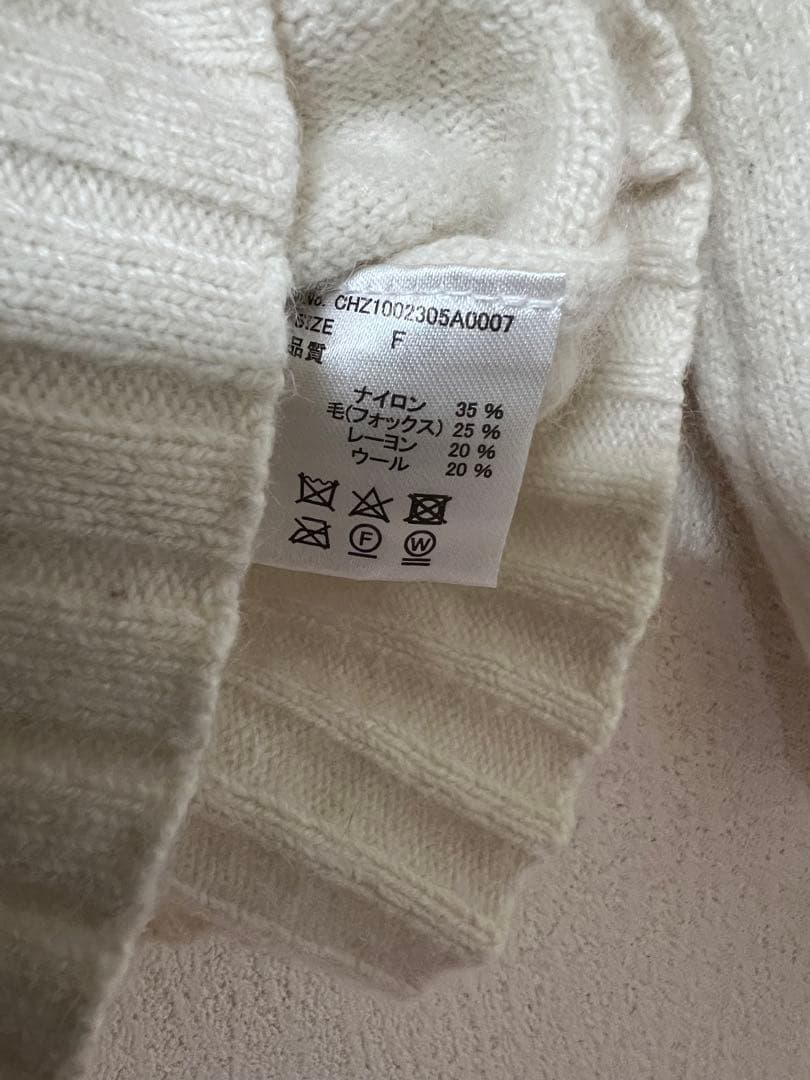 No. CHZ1002305A0007
SIZE F
品質
ナイロン 35 %
毛(フォックス) 25 %
レーヨン 20 %
ウール 20 %
F W